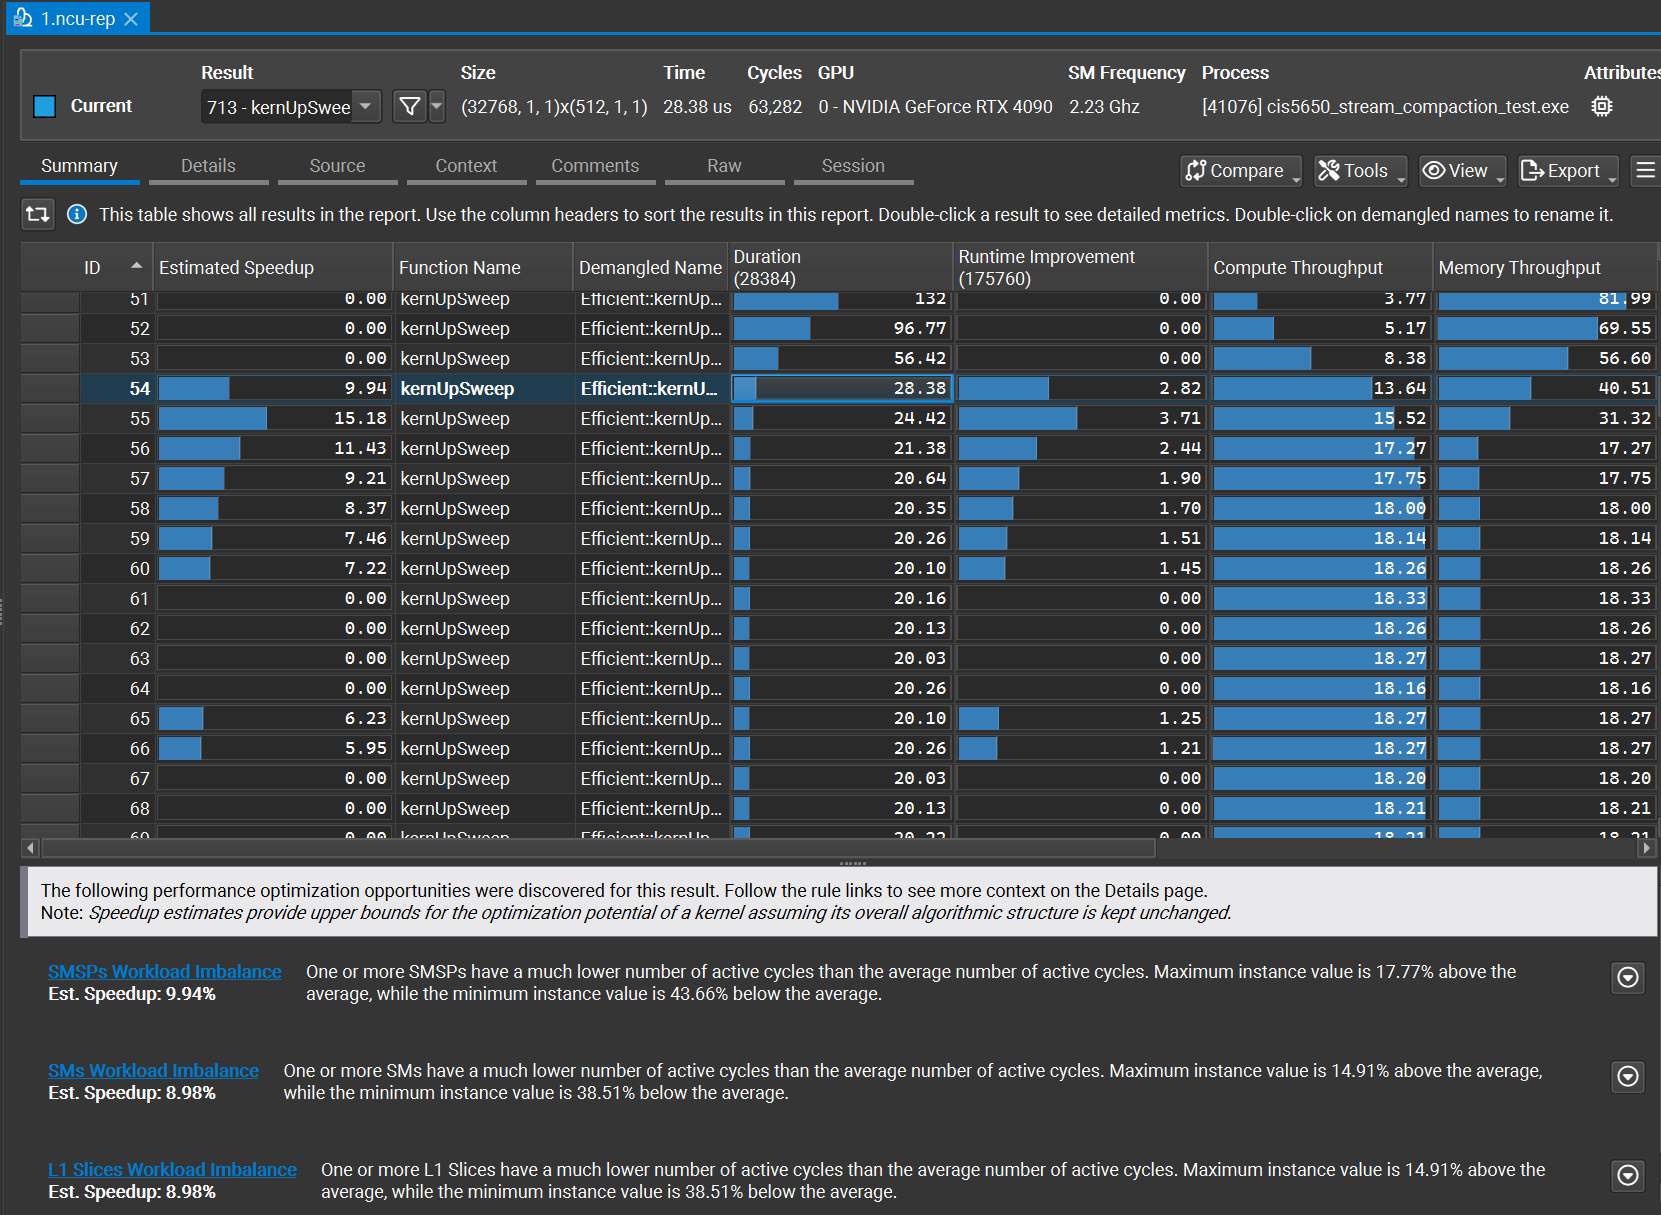 1.ncu-rep
Result Size Time Cycles GPU SM Frequency Process Attributes
Current 713 - kernUpSwee (32768, 1, 1)x(512, 1, 1) 28.38 us 63,282 0 - NVIDIA GeForce RTX 4090 2.23 Ghz [41076] cis5650_stream_compaction_test.exe
Summary Details Source Context Comments Raw Session Compare Tools View Export
This table shows all results in the report. Use the column headers to sort the results in this report. Double-click a result to see detailed metrics. Double-click on demangled names to rename it.
ID Estimated Speedup Function Name Demangled Name Duration (28384) Runtime Improvement (175760) Compute Throughput Memory Throughput
51 0.00 kernUpSweep Efficient::kernUp... 132 0.00 3.77 81.99
52 0.00 kernUpSweep Efficient::kernUp... 96.77 0.00 5.17 69.55
53 0.00 kernUpSweep Efficient::kernUp... 56.42 0.00 8.38 56.60
54 9.94 kernUpSweep Efficient::kernU... 28.38 2.82 13.64 40.51
55 15.18 kernUpSweep Efficient::kernUp... 24.42 3.71 15.52 31.32
56 11.43 kernUpSweep Efficient::kernUp... 21.38 2.44 17.27 17.27
57 9.21 kernUpSweep Efficient::kernUp... 20.64 1.90 17.75 17.75
58 8.37 kernUpSweep Efficient::kernUp... 20.35 1.70 18.00 18.00
59 7.46 kernUpSweep Efficient::kernUp... 20.26 1.51 18.14 18.14
60 7.22 kernUpSweep Efficient::kernUp... 20.10 1.45 18.26 18.26
61 0.00 kernUpSweep Efficient::kernUp... 20.16 0.00 18.33 18.33
62 0.00 kernUpSweep Efficient::kernUp... 20.13 0.00 18.26 18.26
63 0.00 kernUpSweep Efficient::kernUp... 20.03 0.00 18.27 18.27
64 0.00 kernUpSweep Efficient::kernUp... 20.26 0.00 18.16 18.16
65 6.23 kernUpSweep Efficient::kernUp... 20.10 1.25 18.27 18.27
66 5.95 kernUpSweep Efficient::kernUp... 20.26 1.21 18.27 18.27
67 0.00 kernUpSweep Efficient::kernUp... 20.03 0.00 18.20 18.20
68 0.00 kernUpSweep Efficient::kernUp... 20.13 0.00 18.21 18.21
69 0.00 kernUpSweep Efficient::kernUp... 0.00 18.21 18.21
The following performance optimization opportunities were discovered for this result. Follow the rule links to see more context on the Details page.
Note: Speedup estimates provide upper bounds for the optimization potential of a kernel assuming its overall algorithmic structure is kept unchanged.
SMSPs Workload Imbalance One or more SMSPs have a much lower number of active cycles than the average number of active cycles. Maximum instance value is 17.77% above the
Est. Speedup: 9.94% average, while the minimum instance value is 43.66% below the average.
SMs Workload Imbalance One or more SMs have a much lower number of active cycles than the average number of active cycles. Maximum instance value is 14.91% above the average,
Est. Speedup: 8.98% while the minimum instance value is 38.51% below the average.
L1 Slices Workload Imbalance One or more L1 Slices have a much lower number of active cycles than the average number of active cycles. Maximum instance value is 14.91% above the
Est. Speedup: 8.98% average, while the minimum instance value is 38.51% below the average.